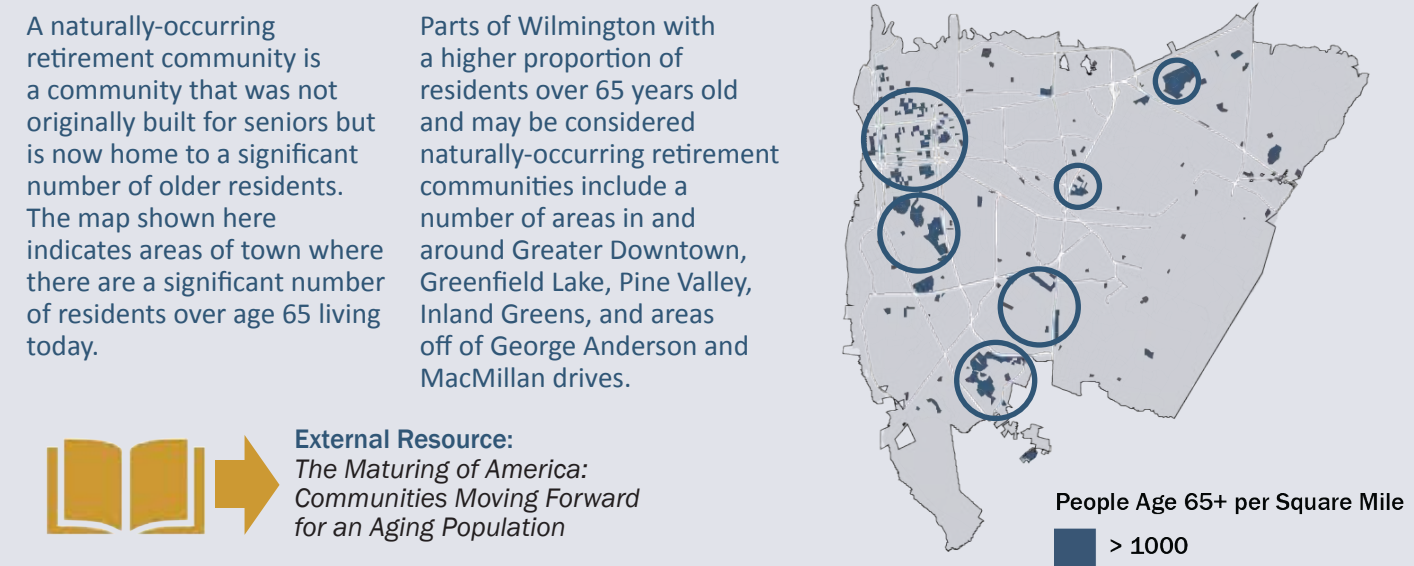 A naturally-occurring
retirement community is
a community that was not
originally built for seniors but
is now home to a significant
number of older residents.
The map shown here
indicates areas of town where
there are a significant number
of residents over age 65 living
today.
Parts of Wilmington with
a higher proportion of
residents over 65 years old
and may be considered
naturally-occurring retirement
communities include a
number of areas in and
around Greater Downtown,
Greenfield Lake, Pine Valley,
Inland Greens, and areas
off of George Anderson and
MacMillan drives.
External Resource:
The Maturing of America:
Communities Moving Forward
for an Aging Population
People Age 65+ per Square Mile
> 1000